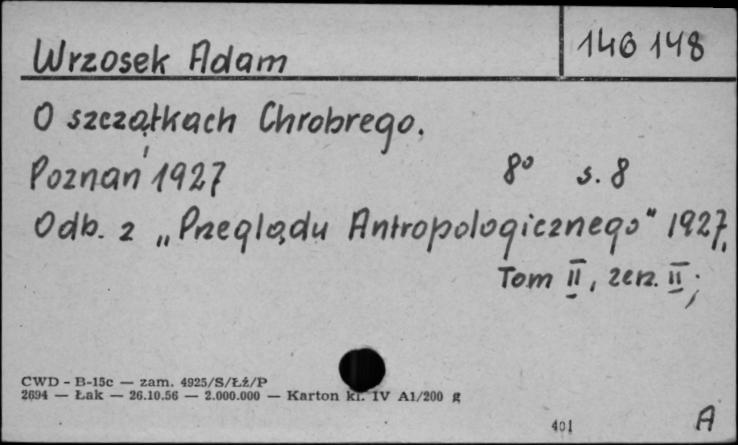 Wrzosek Adam
146 148
O szczątkach Chrobrego.
Poznań 1927 8° s. 8
Odb. z „Przeglądu Antropologicznego" 1927,
Tom II, zesz. II;
CWD - B-15c — zam. 4925/S/Łź/P
2694 — Łak — 26.10.56 — 2.000.000 — Karton kl. IV A1/200 g
401
A